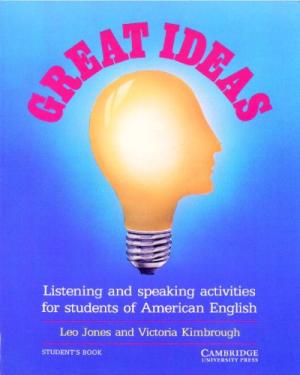 GREAT IDEAS
Listening and speaking activities
for students of American English
Leo Jones and Victoria Kimbrough
STUDENT'S BOOK
CAMBRIDGE
UNIVERSITY PRESS